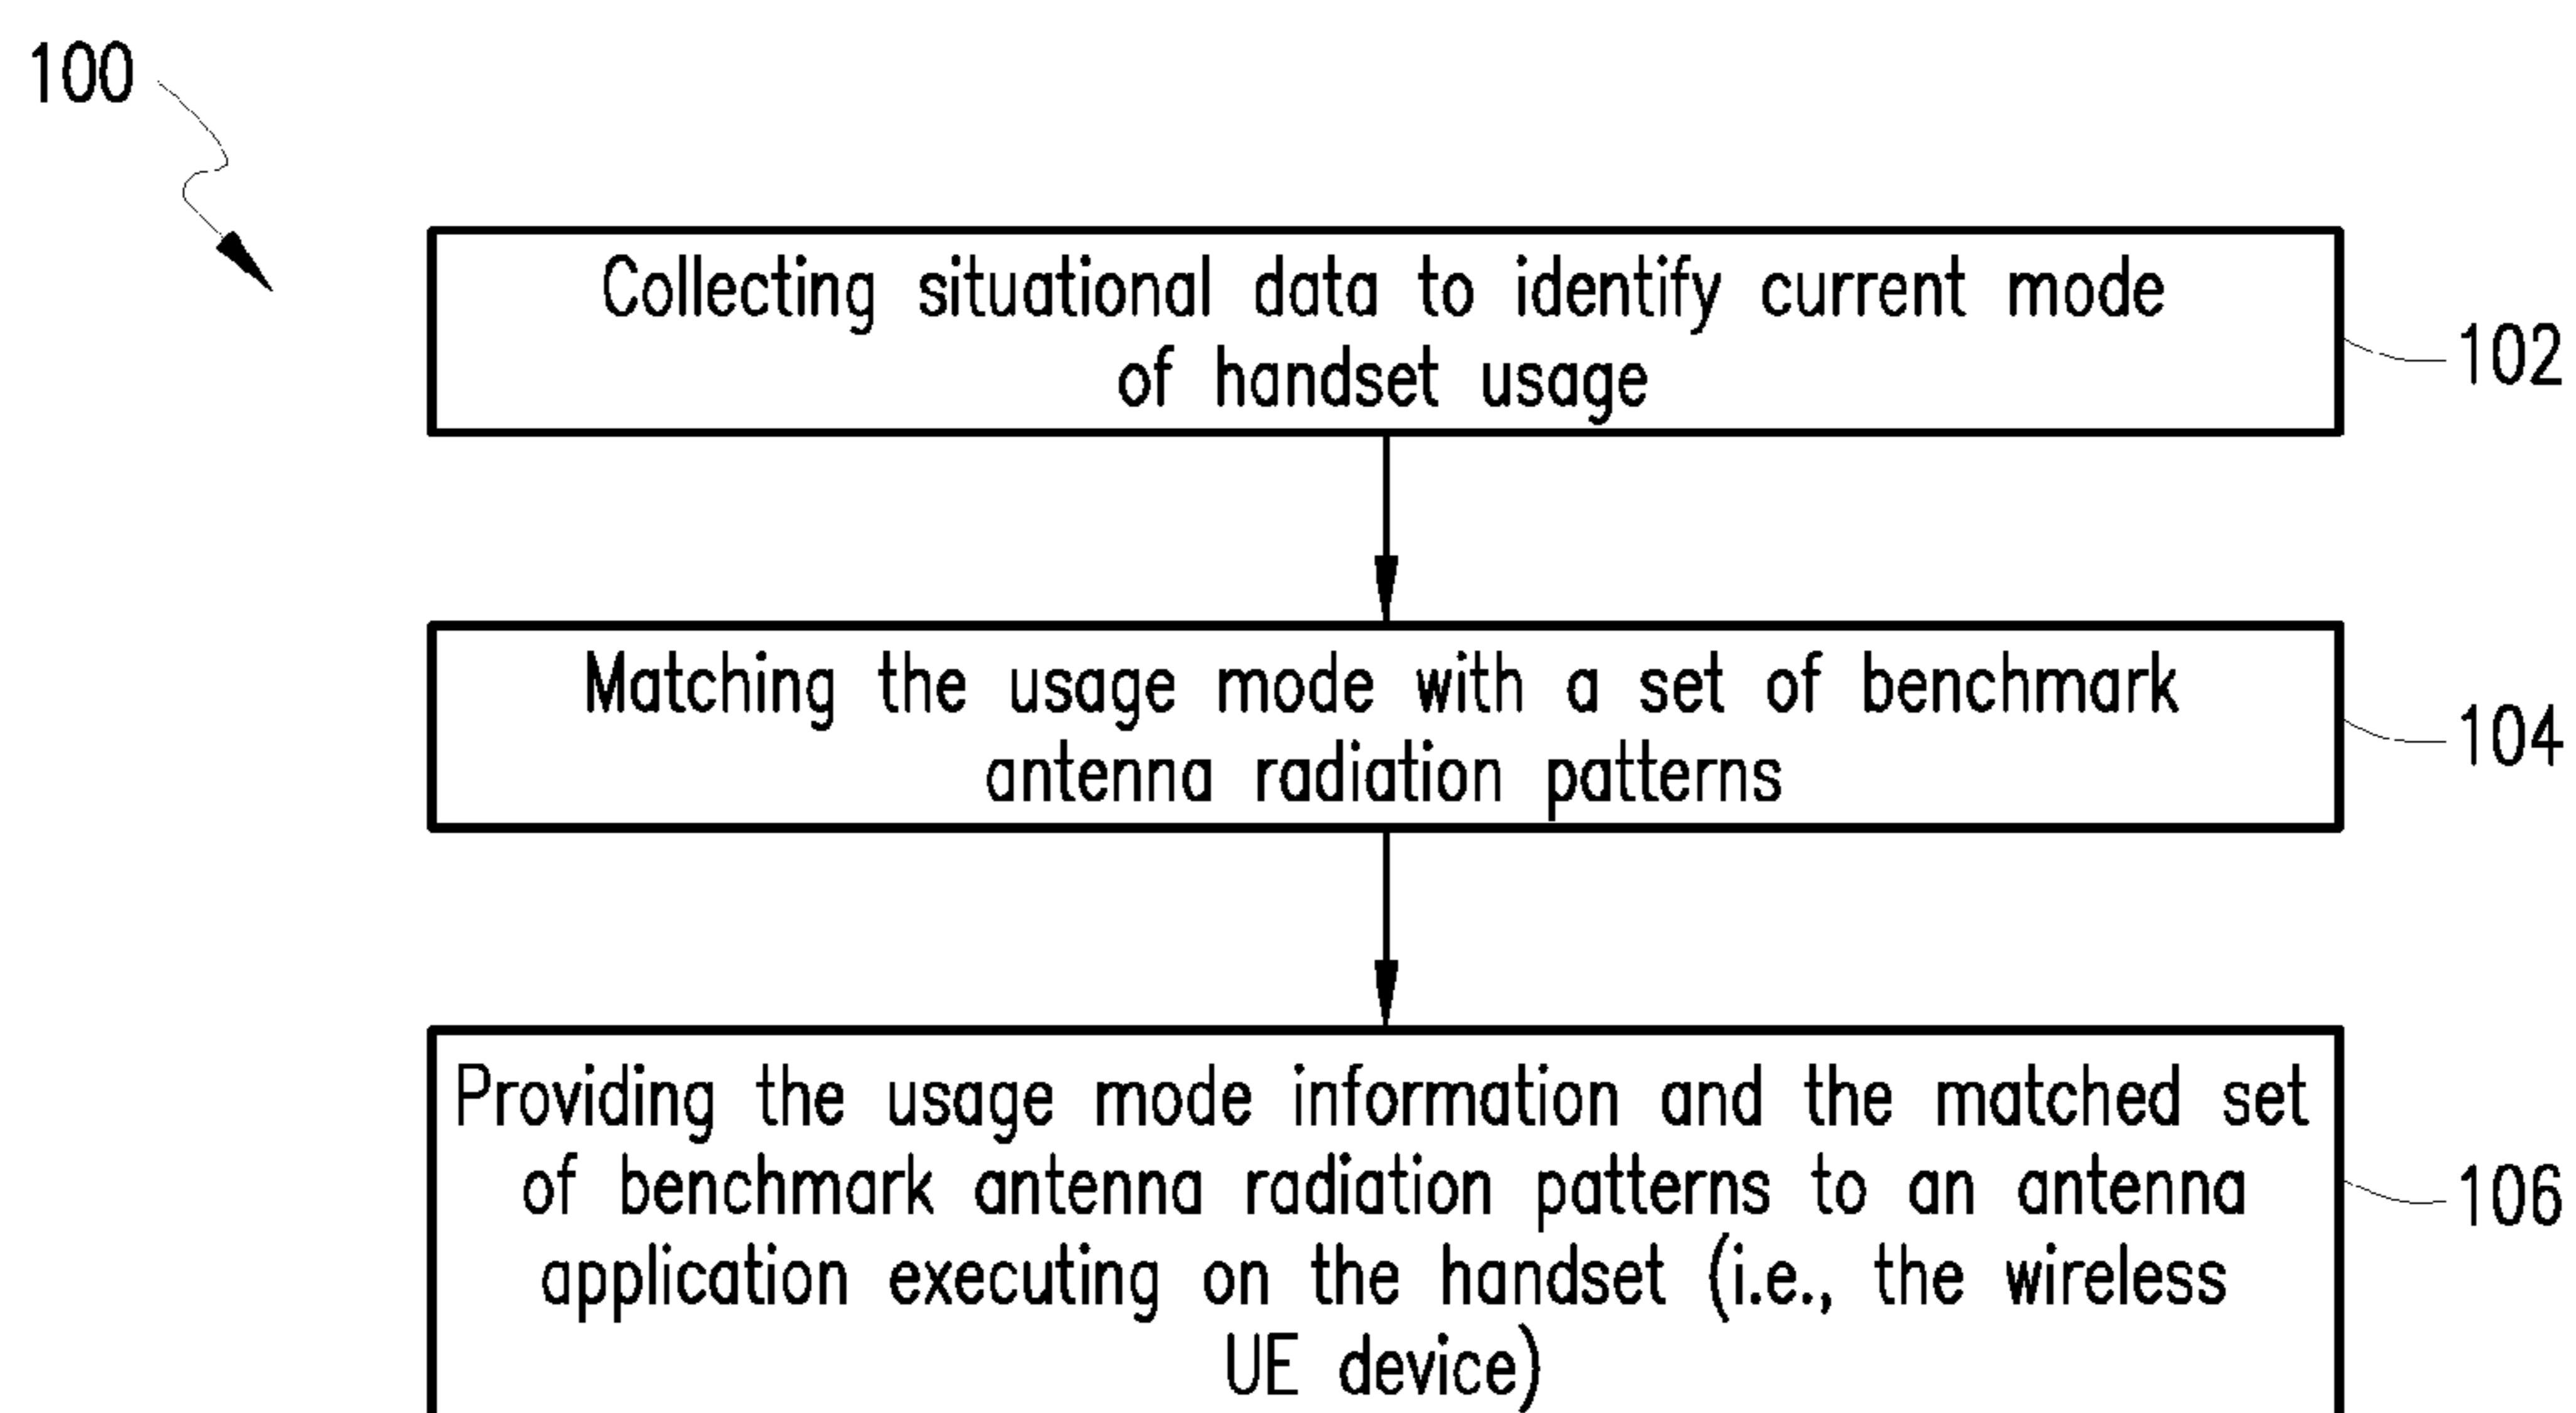 100
Collecting situational data to identify current mode
of handset usage
102
Matching the usage mode with a set of benchmark
antenna radiation patterns
104
Providing the usage mode information and the matched set
of benchmark antenna radiation patterns to an antenna
application executing on the handset (i.e., the wireless
UE device)
106